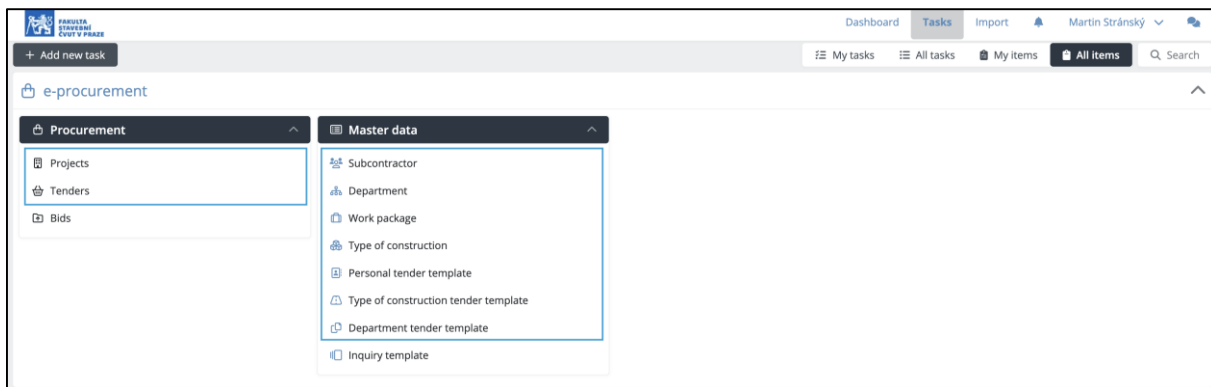 FAKULTA
STAVEBNÍ
ČVUT V PRAZE
Dashboard Tasks Import Martin Stránský
+ Add new task My tasks All tasks My items All items Search
e-procurement
Procurement Master data
Projects Subcontractor
Tenders Department
Bids Work package
Type of construction
Personal tender template
Type of construction tender template
Department tender template
Inquiry template